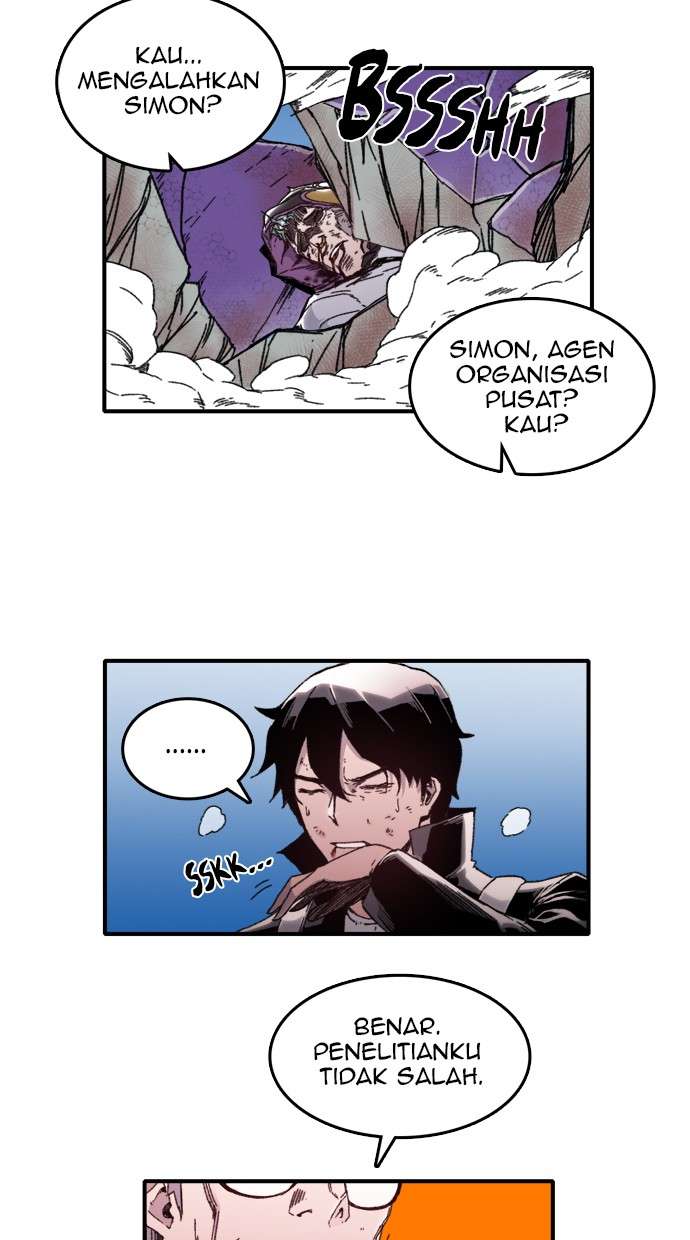 KAU...
MENGALAHKAN
SIMON?
BSSSHH
SIMON, AGEN
ORGANISASI
PUSAT?
KAU?
......
SSKK...
BENAR.
PENELITIANKU
TIDAK SALAH.